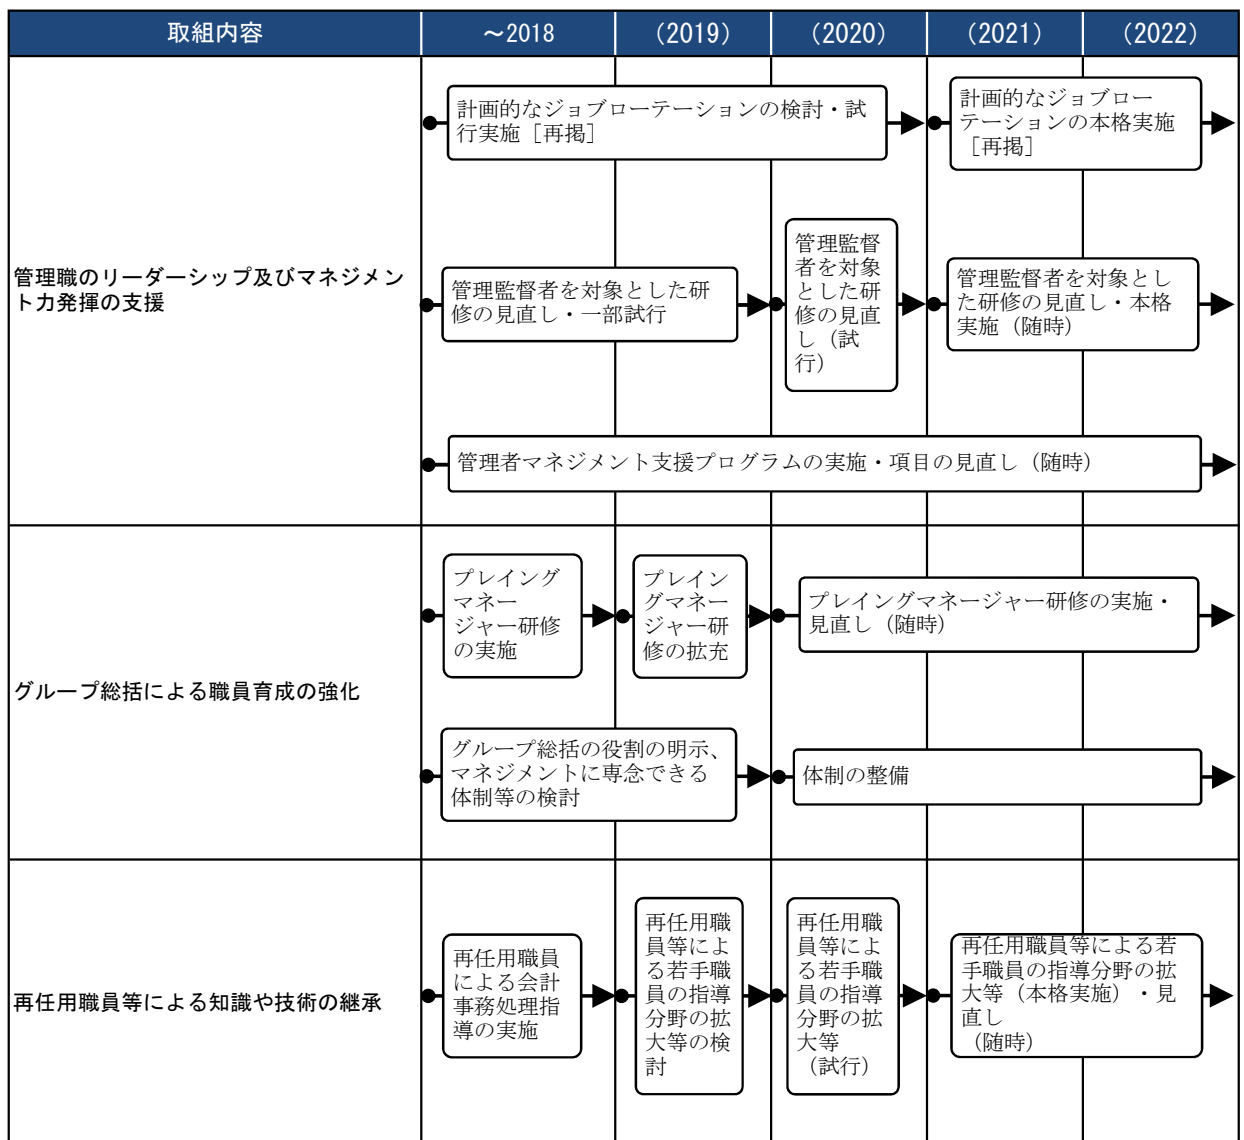 取組内容
～2018
（2019）
（2020）
（2021）
（2022）
管理職のリーダーシップ及びマネジメン
ト力発揮の支援
計画的なジョブローテーションの検討・試
行実施［再掲］
計画的なジョブロー
テーションの本格実施
［再掲］
管理監督者を対象とした研
修の見直し・一部試行
管理監督
者を対象
とした研
修の見直
し（試
行）
管理監督者を対象とし
た研修の見直し・本格
実施（随時）
管理者マネジメント支援プログラムの実施・項目の見直し（随時）
グループ総括による職員育成の強化
プレイング
マネー
ジャー研修
の実施
プレイン
グマネー
ジャー研
修の拡充
プレイングマネージャー研修の実施・
見直し（随時）
グループ総括の役割の明示、
マネジメントに専念できる
体制等の検討
体制の整備
再任用職員等による知識や技術の継承
再任用職員
による会計
事務処理指
導の実施
再任用職
員等によ
る若手職
員の指導
分野の拡
大等の検
討
再任用職
員等によ
る若手職
員の指導
分野の拡
大等
（試行）
再任用職員等による若
手職員の指導分野の拡
大等（本格実施）・見
直し
（随時）